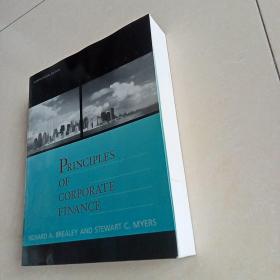 PRINCIPLES
OF
CORPORATE
FINANCE
RICHARD A. BREALEY AND STEWART C. MYERS